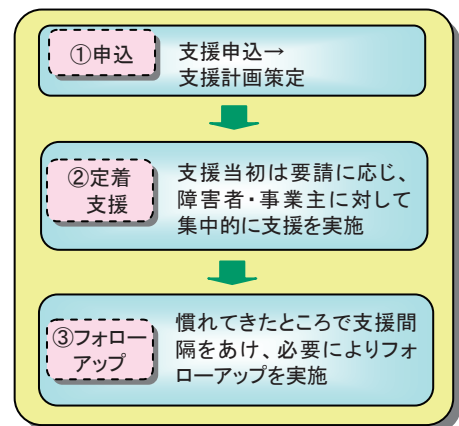 ①申込
支援申込→
支援計画策定
②定着
支援
支援当初は要請に応じ、
障害者・事業主に対して
集中的に支援を実施
③フォロー
アップ
慣れてきたところで支援間
隔をあけ、必要によりフォ
ローアップを実施